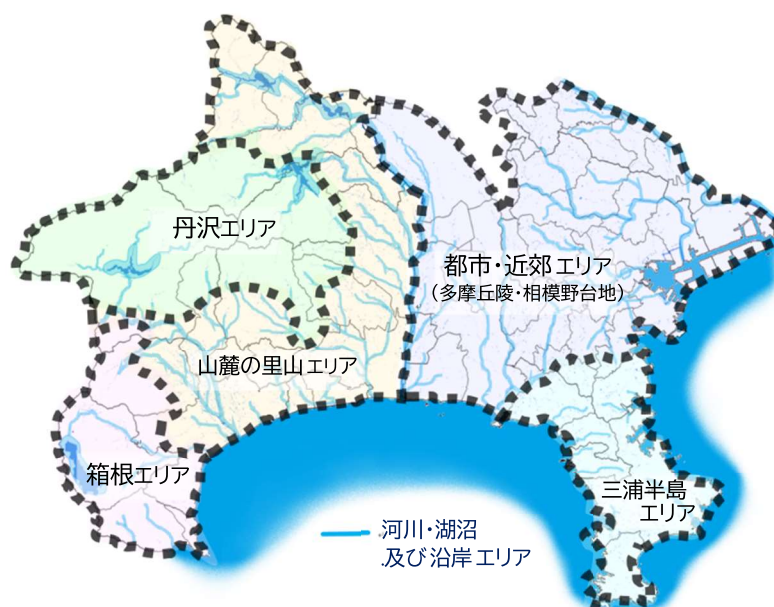 丹沢エリア
都市・近郊エリア
（多摩丘陵・相模野台地）
山麓の里山エリア
箱根エリア
三浦半島
エリア
河川・湖沼
及び沿岸エリア